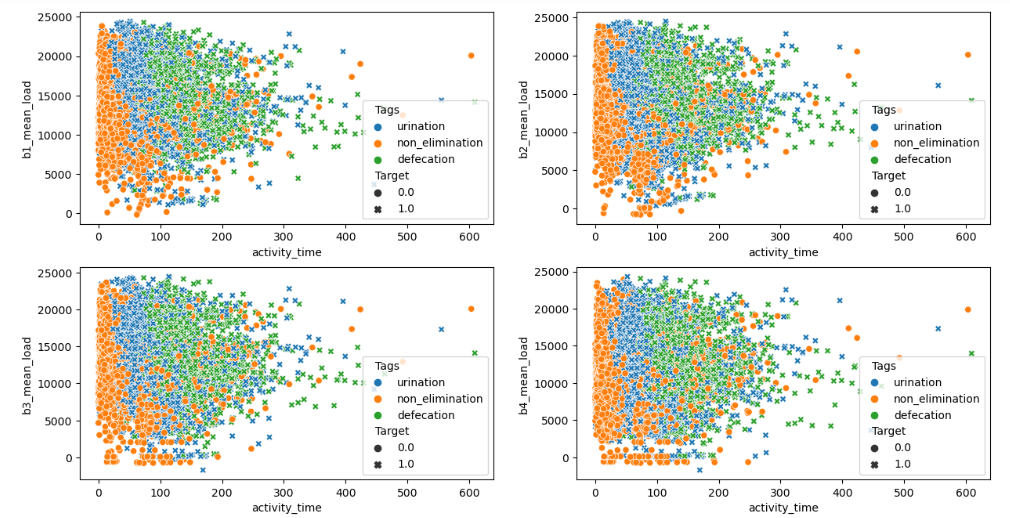 25000
20000
15000
10000
5000
0
b1_mean_load
0 100 200 300 400 500 600
activity_time
Tags
urination
non_elimination
defecation
Target
0.0
1.0
25000
20000
15000
10000
5000
0
b2_mean_load
0 100 200 300 400 500 600
activity_time
Tags
urination
non_elimination
defecation
Target
0.0
1.0
25000
20000
15000
10000
5000
0
b3_mean_load
0 100 200 300 400 500 600
activity_time
Tags
urination
non_elimination
defecation
Target
0.0
1.0
25000
20000
15000
10000
5000
0
b4_mean_load
0 100 200 300 400 500 600
activity_time
Tags
urination
non_elimination
defecation
Target
0.0
1.0